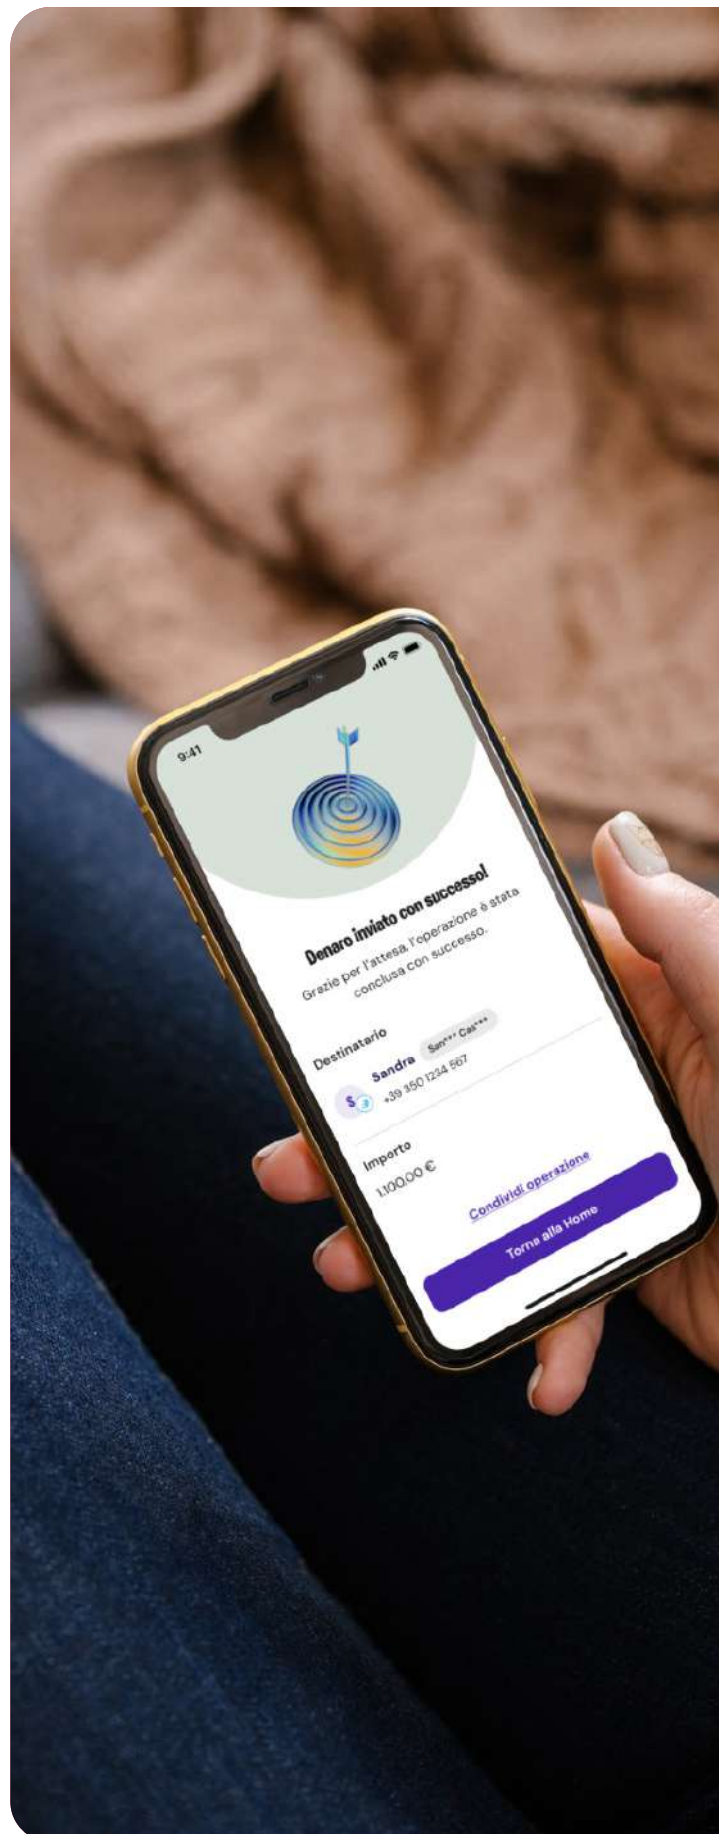 9:41
Denaro inviato con successo!
Grazie per l'attesa, l'operazione è stata
conclusa con successo.
Destinatario
Sandra San*** Cas***
S
+39 350 1234 567
Importo
1.100,00 €
Condividi operazione
Torna alla Home